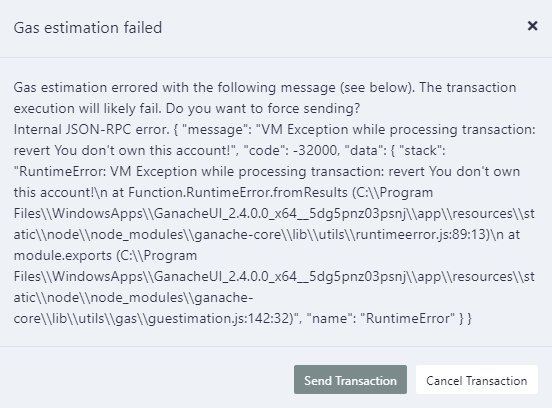 Gas estimation failed
×
Gas estimation errored with the following message (see below). The transaction
execution will likely fail. Do you want to force sending?
Internal JSON-RPC error. { "message": "VM Exception while processing transaction:
revert You don't own this account!", "code": -32000, "data": { "stack":
"RuntimeError: VM Exception while processing transaction: revert You don't own
this account!\n at Function.RuntimeError.fromResults (C:\\Program
Files\\WindowsApps\\GanacheUI_2.4.0.0_x64__5dg5pnz03psnj\\app\\resources\\st
atic\\node\\node_modules\\ganache-core\\lib\\utils\\runtimeerror.js:89:13)\n at
module.exports (C:\\Program
Files\\WindowsApps\\GanacheUI_2.4.0.0_x64__5dg5pnz03psnj\\app\\resources\\st
atic\\node\\node_modules\\ganache-
core\\lib\\utils\\gas\\guestimation.js:142:32)", "name": "RuntimeError" } }
Send Transaction
Cancel Transaction